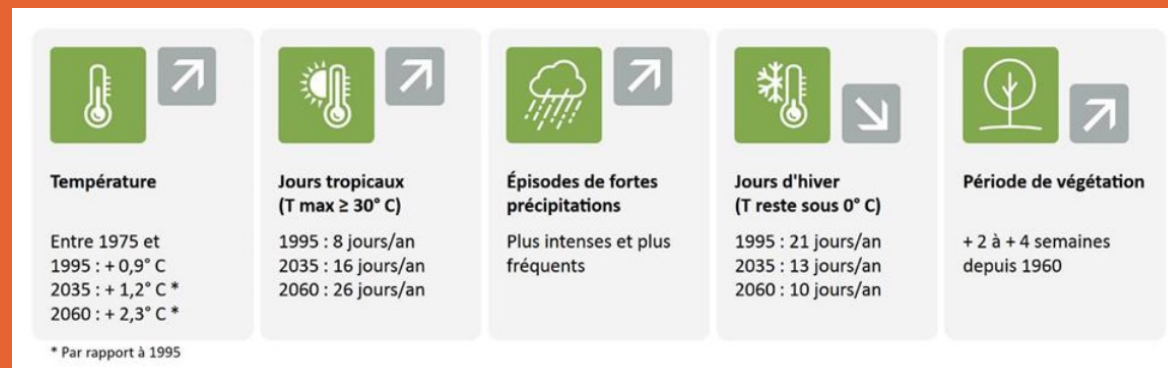 Température
Entre 1975 et
1995 : + 0,9° C
2035 : + 1,2° C *
2060 : + 2,3° C *
Jours tropicaux
(T max ≥ 30° C)
1995 : 8 jours/an
2035 : 16 jours/an
2060 : 26 jours/an
Épisodes de fortes
précipitations
Plus intenses et plus
fréquents
Jours d'hiver
(T reste sous 0° C)
1995 : 21 jours/an
2035 : 13 jours/an
2060 : 10 jours/an
Période de végétation
+ 2 à + 4 semaines
depuis 1960
* Par rapport à 1995